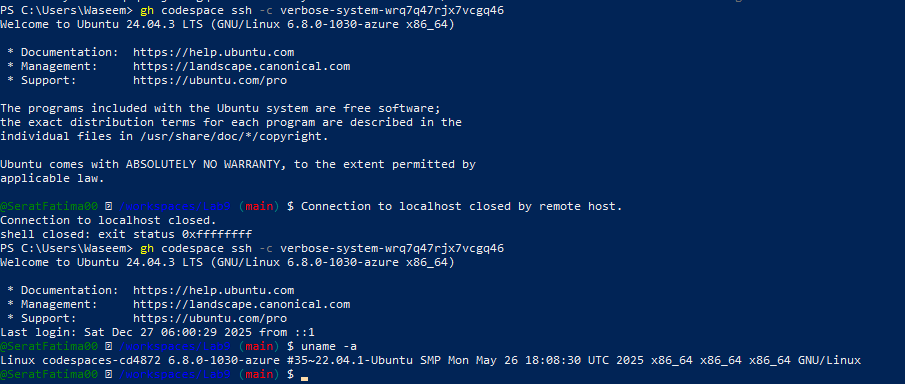 PS C:\Users\Waseem> gh codespace ssh -c verbose-system-wrq7q47rjx7vcgq46
Welcome to Ubuntu 24.04.3 LTS (GNU/Linux 6.8.0-1030-azure x86_64)
* Documentation: https://help.ubuntu.com
* Management: https://landscape.canonical.com
* Support: https://ubuntu.com/pro
The programs included with the Ubuntu system are free software;
the exact distribution terms for each program are described in the
individual files in /usr/share/doc/*/copyright.
Ubuntu comes with ABSOLUTELY NO WARRANTY, to the extent permitted by
applicable law.
@SeratFatima00 /workspaces/Lab9 (main) $ Connection to localhost closed by remote host.
Connection to localhost closed.
shell closed: exit status 0xffffffff
PS C:\Users\Waseem> gh codespace ssh -c verbose-system-wrq7q47rjx7vcgq46
Welcome to Ubuntu 24.04.3 LTS (GNU/Linux 6.8.0-1030-azure x86_64)
* Documentation: https://help.ubuntu.com
* Management: https://landscape.canonical.com
* Support: https://ubuntu.com/pro
Last login: Sat Dec 27 06:00:29 2025 from ::1
@SeratFatima00 /workspaces/Lab9 (main) $ uname -a
Linux codespaces-cd4872 6.8.0-1030-azure #35~22.04.1-Ubuntu SMP Mon May 26 18:08:30 UTC 2025 x86_64 x86_64 x86_64 GNU/Linux
@SeratFatima00 /workspaces/Lab9 (main) $